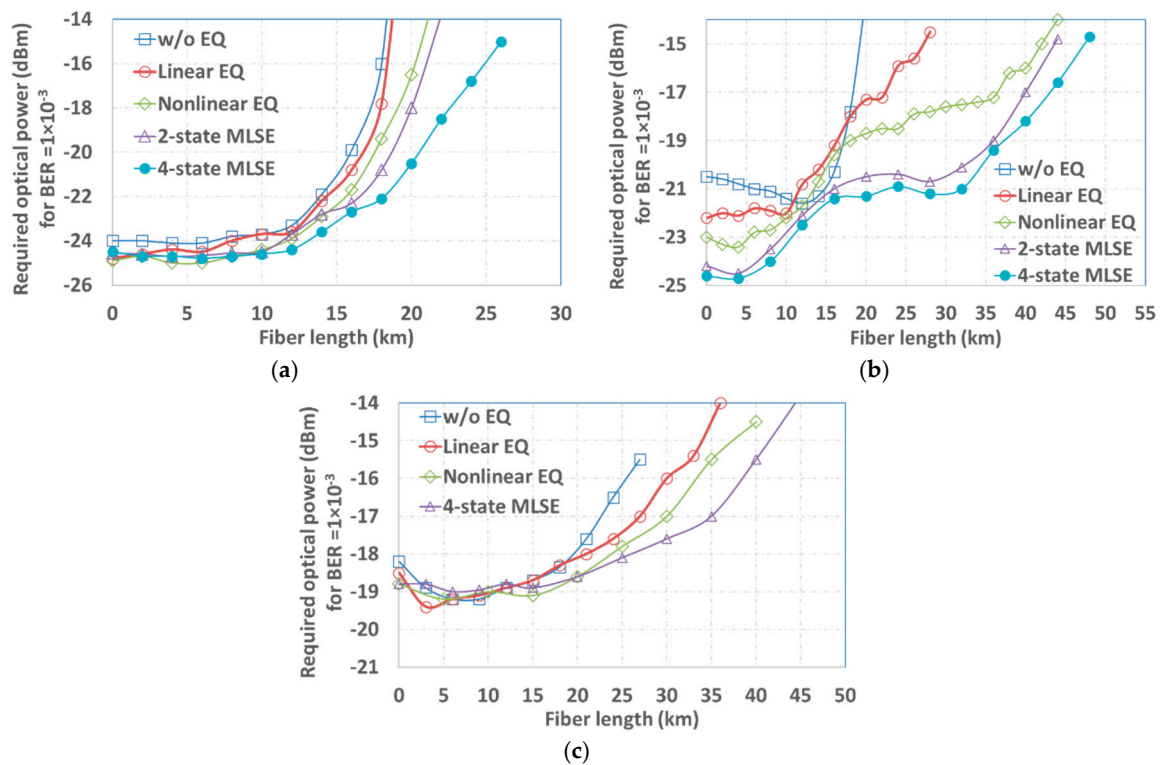 Required optical power (dBm)
for BER =1×10-3
-14
-16
-18
-20
-22
-24
-26
w/o EQ
Linear EQ
Nonlinear EQ
2-state MLSE
4-state MLSE
0 5 10 15 20 25 30
Fiber length (km)
(a)
Required optical power (dBm)
for BER =1×10-3
-15
-17
-19
-21
-23
-25
w/o EQ
Linear EQ
Nonlinear EQ
2-state MLSE
4-state MLSE
0 5 10 15 20 25 30 35 40 45 50 55
Fiber length (km)
(b)
Required optical power (dBm)
for BER =1×10-3
-14
-15
-16
-17
-18
-19
-20
-21
w/o EQ
Linear EQ
Nonlinear EQ
4-state MLSE
0 5 10 15 20 25 30 35 40 45 50
Fiber length (km)
(c)